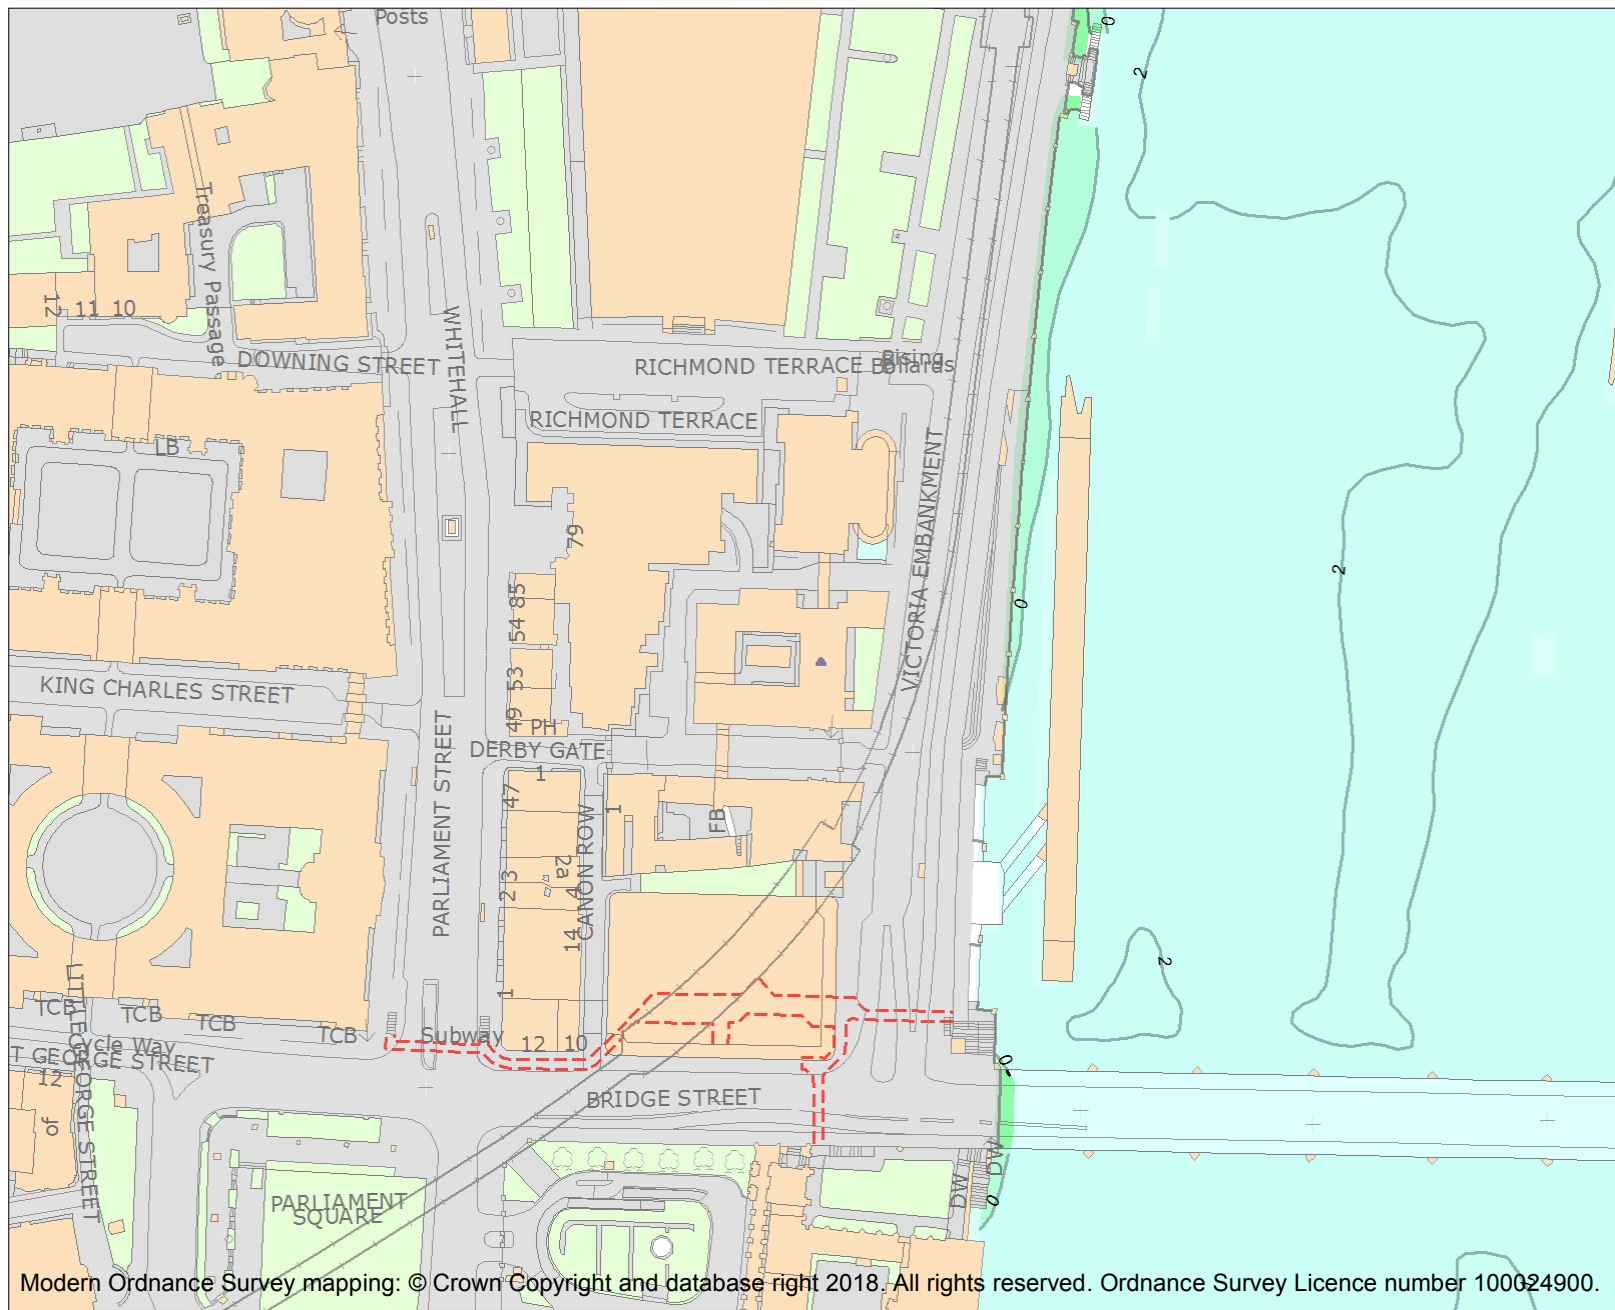 Posts
0
2
Treasury Passage
12
11
10
WHITEHALL
DOWNING STREET
RICHMOND TERRACE
Rising
Bollards
RICHMOND TERRACE
LB
VICTORIA EMBANKMENT
79
2
85
54
0
53
KING CHARLES STREET
49
PH
PARLIAMENT STREET
DERBY GATE
1
47
1
FB
CANON ROW
2a
3
2
4
14
2
LITTLE GEORGE STREET
1
TCB
TCB
TCB
TCB
Subway
12
10
Cycle Way
T GEORGE STREET
12
0
BRIDGE STREET
of
DW
DW
0
PARLIAMENT
SQUARE
Modern Ordnance Survey mapping: © Crown Copyright and database right 2018. All rights reserved. Ordnance Survey Licence number 100024900.
2